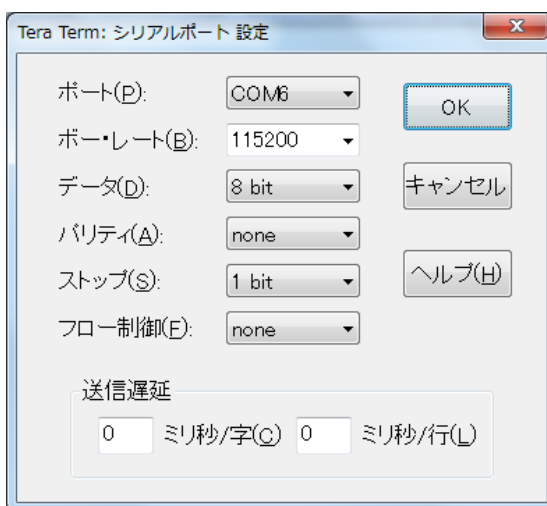 Tera Term: シリアルポート 設定
ポート(P): COM6 OK
ボー・レート(B): 115200
データ(D): 8 bit キャンセル
パリティ(A): none
ストップ(S): 1 bit ヘルプ(H)
フロー制御(F): none
送信遅延
0 ミリ秒/字(C) 0 ミリ秒/行(L)